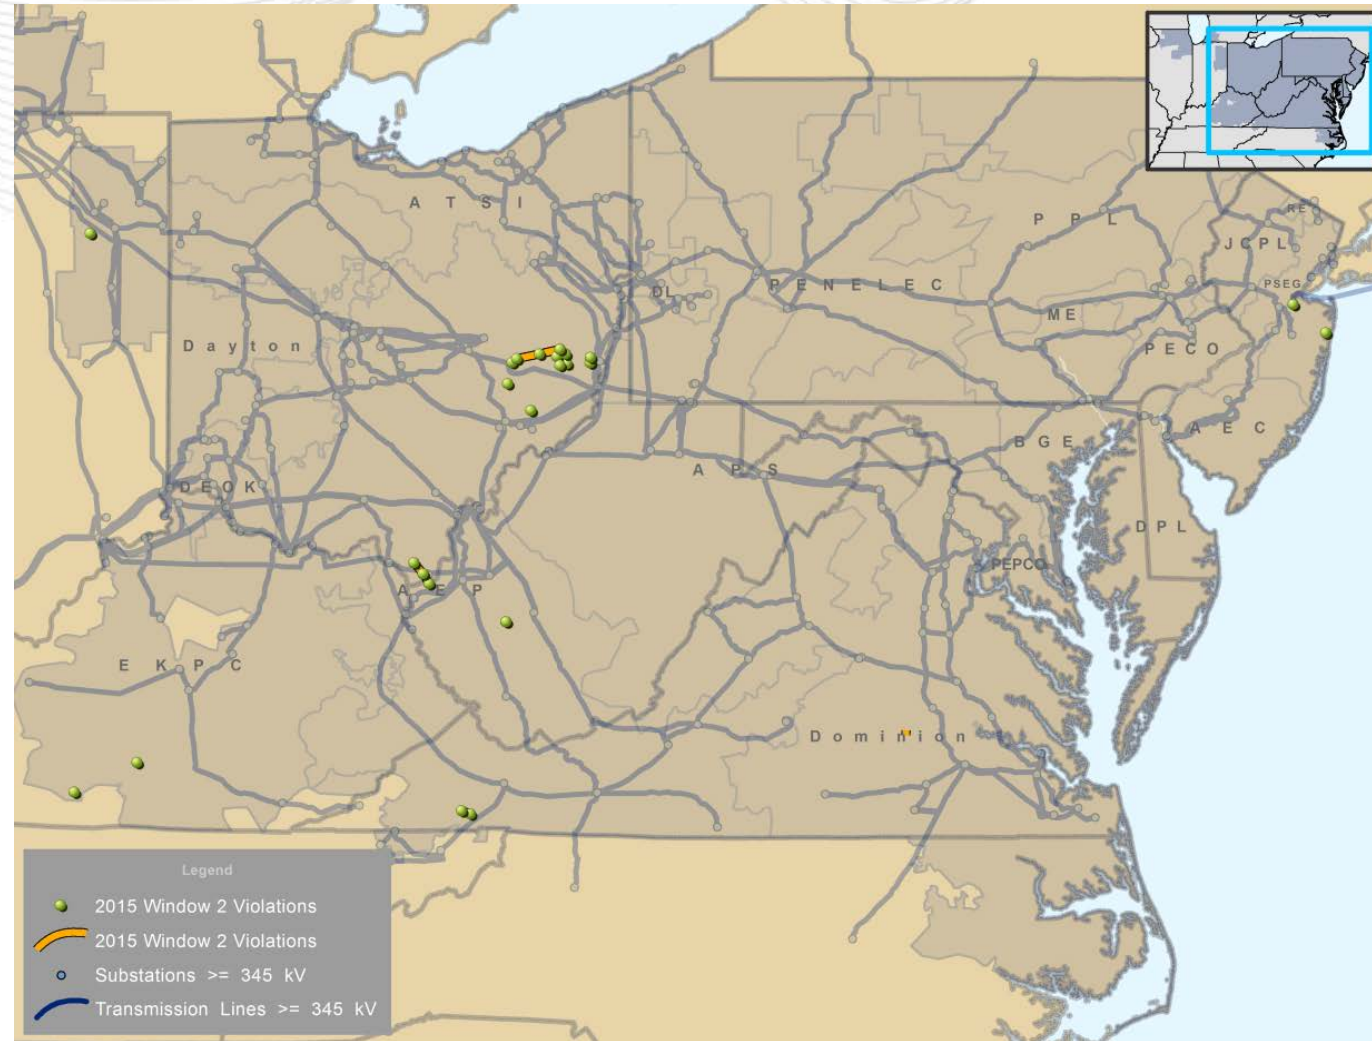 RE
PPL
ATSI
JCPL
PENELEC
PSEG
DL
ME
Dayton
PECO
AEC
BGE
APS
DEOK
DPL
PEPCO
AEP
EKPC
Dominion
Legend
2015 Window 2 Violations
2015 Window 2 Violations
Substations >= 345 kV
Transmission Lines >= 345 kV